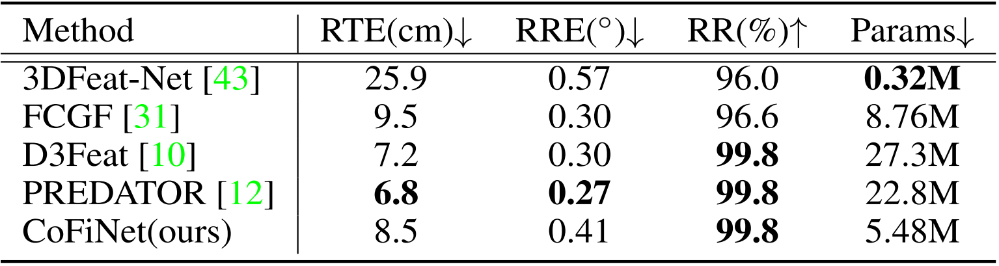 Method RTE(cm)↓ RRE(°)↓ RR(%)↑ Params↓
3DFeat-Net [43] 25.9 0.57 96.0 0.32M
FCGF [31] 9.5 0.30 96.6 8.76M
D3Feat [10] 7.2 0.30 99.8 27.3M
PREDATOR [12] 6.8 0.27 99.8 22.8M
CoFiNet(ours) 8.5 0.41 99.8 5.48M